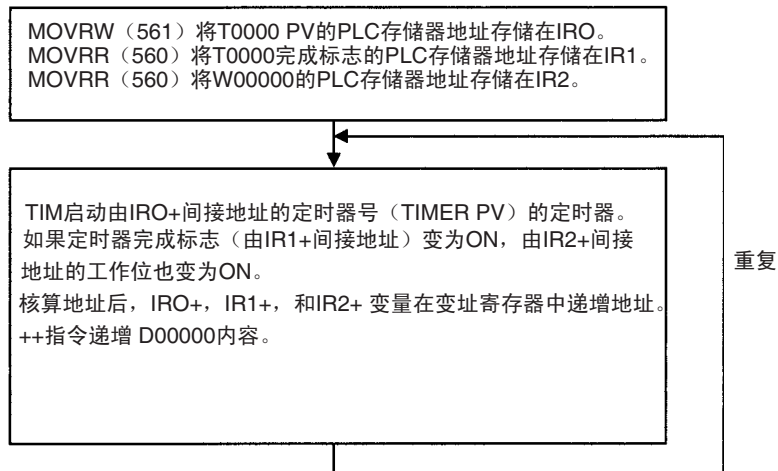 MOVRW（561）将T0000 PV的PLC存储器地址存储在IRO。
MOVRR（560）将T0000完成标志的PLC存储器地址存储在IR1。
MOVRR（560）将W00000的PLC存储器地址存储在IR2。
TIM启动由IRO+间接地址的定时器号（TIMER PV）的定时器。
如果定时器完成标志（由IR1+间接地址）变为ON，由IR2+间接
地址的工作位也变为ON。
核算地址后，IRO+，IR1+，和IR2+ 变量在变址寄存器中递增地址。
++指令递增 D00000内容。
重复